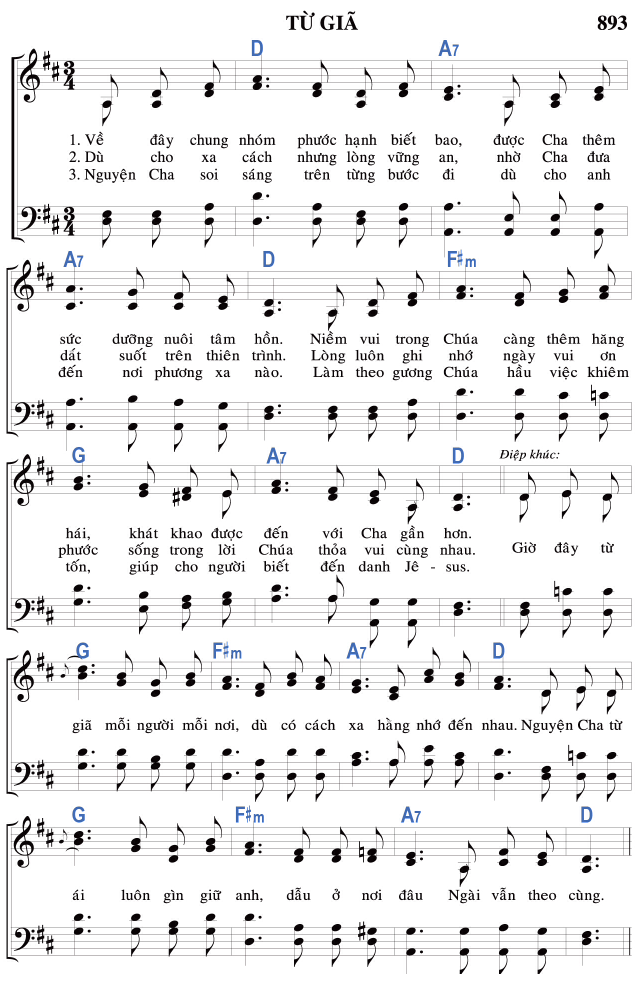 TỪ GIÃ 893
D A7
1. Về đây chung nhóm phước hạnh biết bao, được Cha thêm
2. Dù cho xa cách nhưng lòng vững an, nhờ Cha đưa
3. Nguyện Cha soi sáng trên từng bước đi dù cho anh
A7 D F♯m
sức dưỡng nuôi tâm hồn. Niềm vui trong Chúa càng thêm hăng
dắt suốt trên thiên trình. Lòng luôn ghi nhớ ngày vui ơn
đến nơi phương xa nào. Làm theo gương Chúa hầu việc khiêm
G A7 D Điệp khúc:
hái, khát khao được đến với Cha gần hơn.
phước sống trong lời Chúa thỏa vui cùng nhau. Giờ đây từ
tốn, giúp cho người biết đến danh Jê - sus.
G F♯m A7 D
giã mỗi người mỗi nơi, dù có cách xa hằng nhớ đến nhau. Nguyện Cha từ
G F♯m A7 D
ái luôn gìn giữ anh, dẫu ở nơi đâu Ngài vẫn theo cùng.